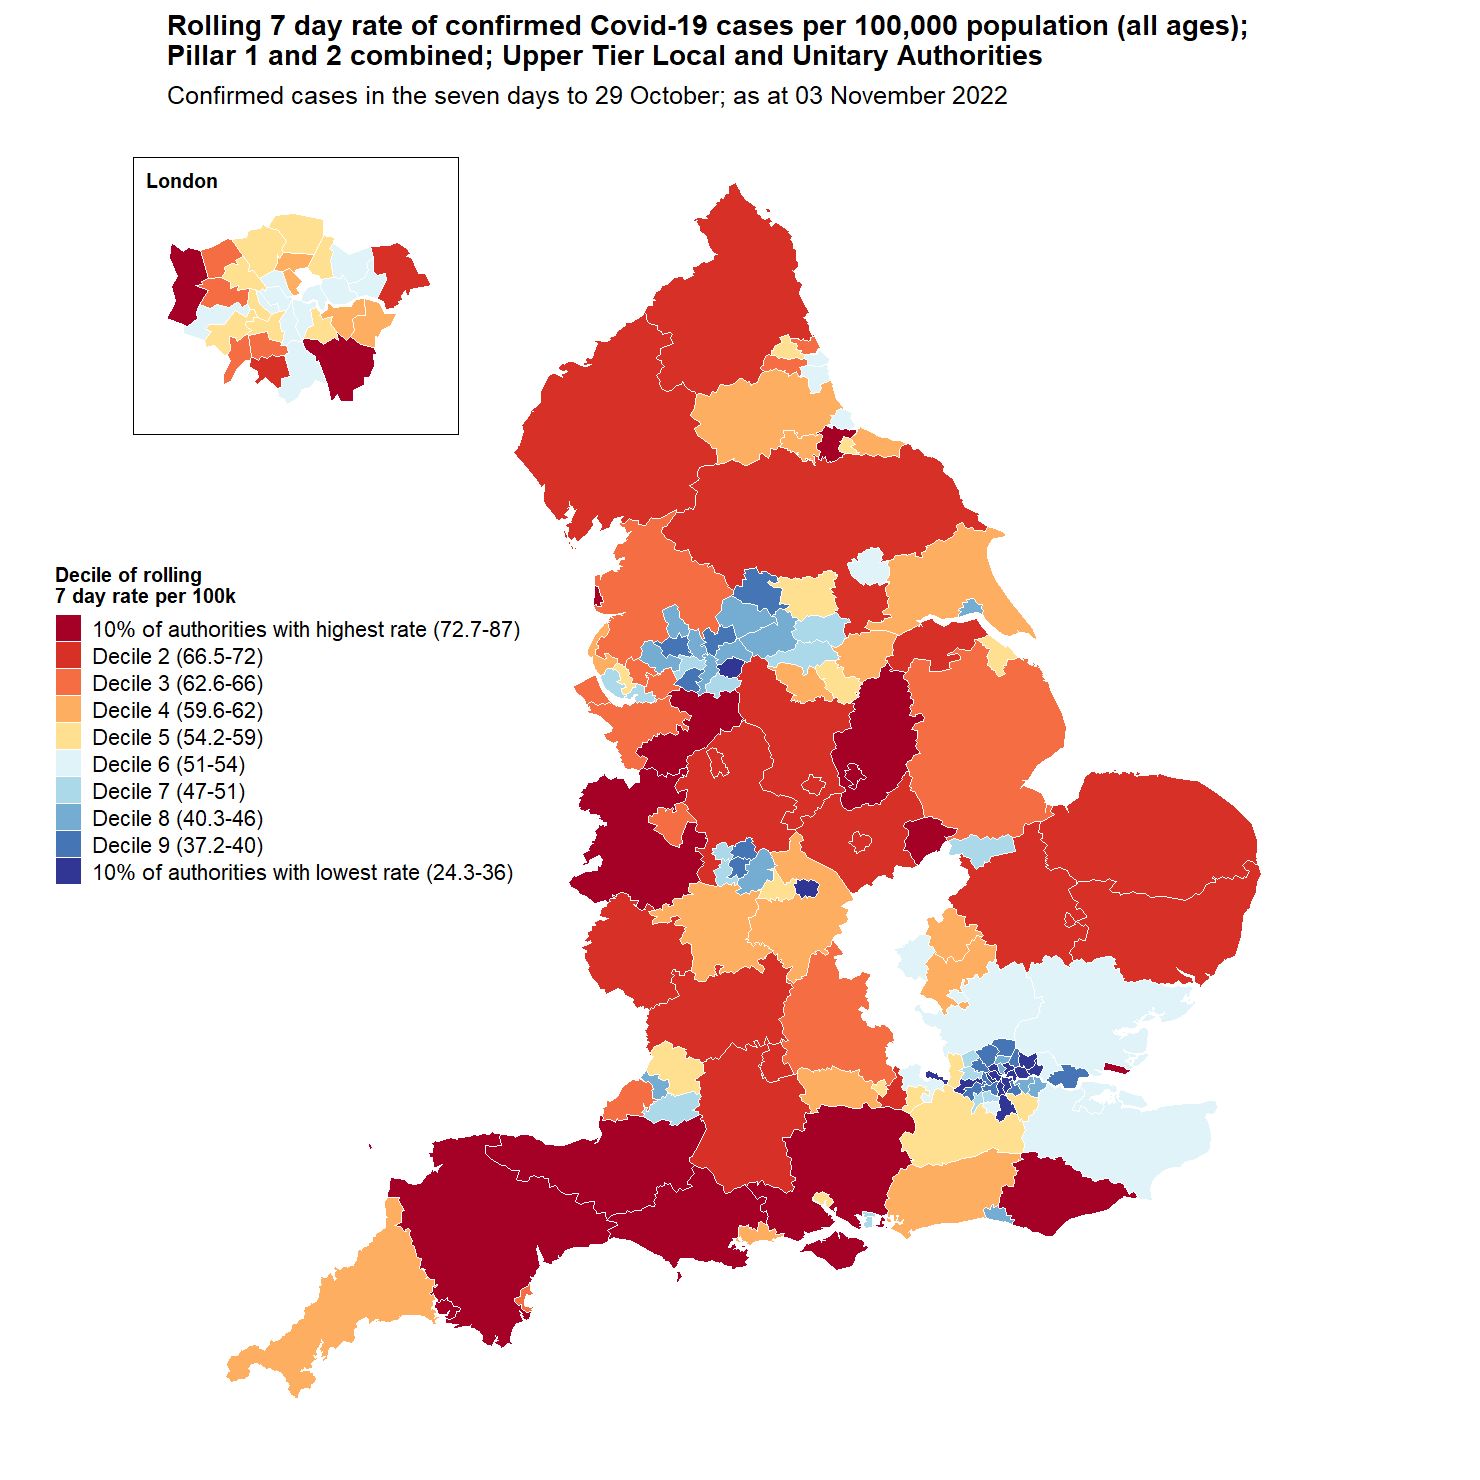 Rolling 7 day rate of confirmed Covid-19 cases per 100,000 population (all ages);
Pillar 1 and 2 combined; Upper Tier Local and Unitary Authorities
Confirmed cases in the seven days to 29 October; as at 03 November 2022
London
Decile of rolling
7 day rate per 100k
10% of authorities with highest rate (72.7-87)
Decile 2 (66.5-72)
Decile 3 (62.6-66)
Decile 4 (59.6-62)
Decile 5 (54.2-59)
Decile 6 (51-54)
Decile 7 (47-51)
Decile 8 (40.3-46)
Decile 9 (37.2-40)
10% of authorities with lowest rate (24.3-36)